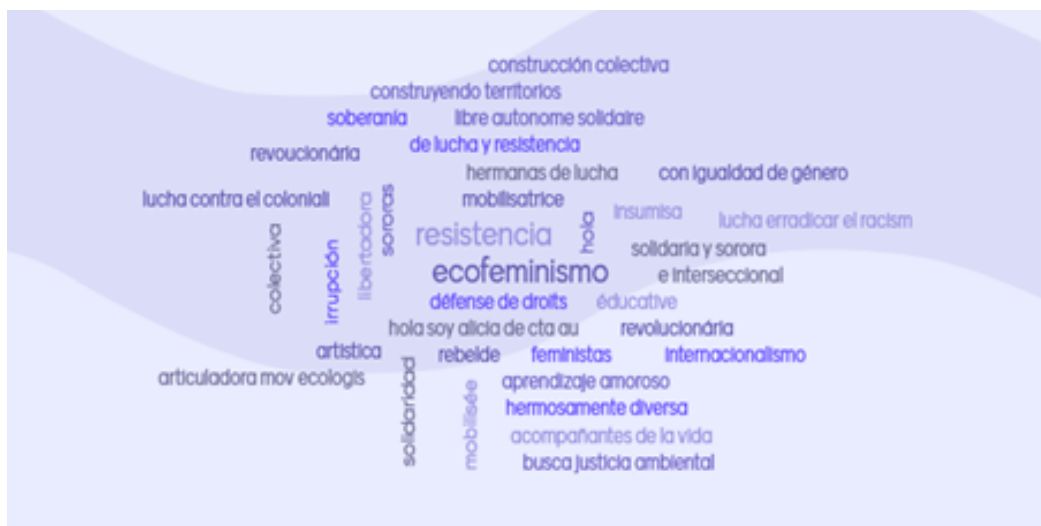 construcción colectiva
construyendo territorios
soberanía
libre autonome solidaire
de lucha y resistencia
revoucionária
hermanas de lucha
con igualdad de género
lucha contra el coloniali
libertadora
sororas
mobilisatrice
hola
insumisa
lucha erradicar el racism
resistencia
solidaria y sorora
colectiva
irrupción
ecofeminismo
e interseccional
défense de droits
éducative
hola soy alicia de cta au
revolucionária
artistica
rebelde
feministas
internacionalismo
articuladora mov ecologis
solidaridad
mobilisée
aprendizaje amoroso
hermosamente diversa
acompañantes de la vida
busca justicia ambiental